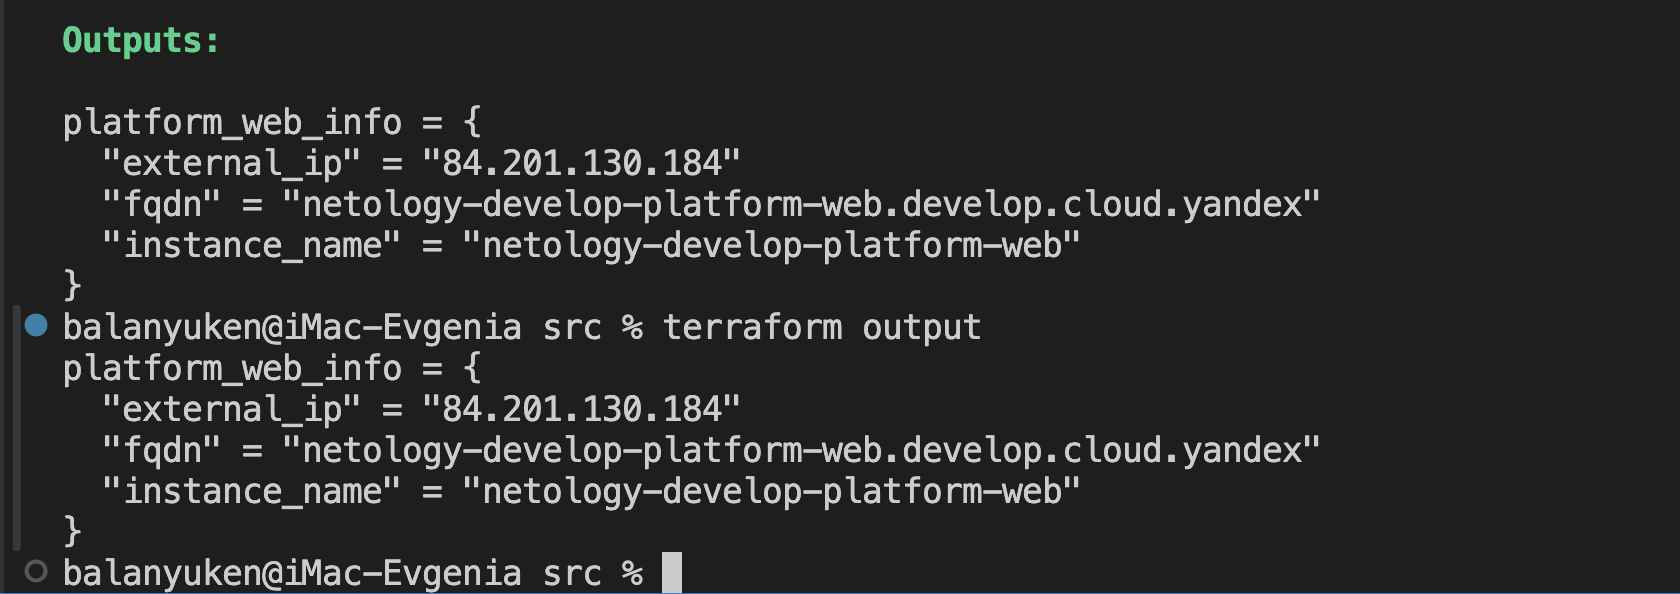 Outputs:
platform_web_info = {
  "external_ip" = "84.201.130.184"
  "fqdn" = "netology-develop-platform-web.develop.cloud.yandex"
  "instance_name" = "netology-develop-platform-web"
}
balanyuken@iMac-Evgenia src % terraform output
platform_web_info = {
  "external_ip" = "84.201.130.184"
  "fqdn" = "netology-develop-platform-web.develop.cloud.yandex"
  "instance_name" = "netology-develop-platform-web"
}
balanyuken@iMac-Evgenia src %